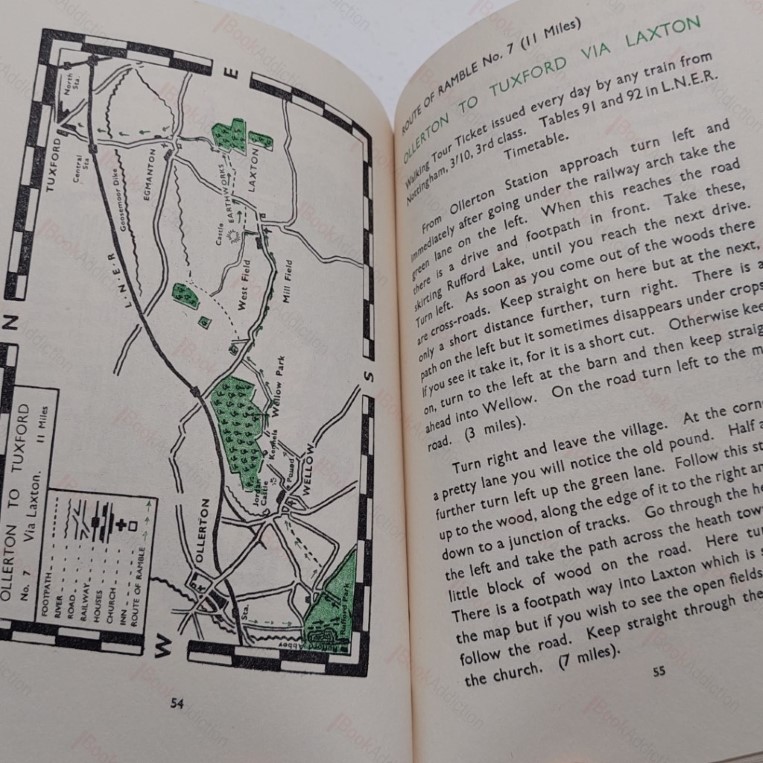 OLLERTON TO TUXFORD
No. 7 Via Laxton. 11 Miles
FOOTPATH
RIVER
ROAD
RAILWAY
HOUSES
CHURCH
INN
ROUTE OF RAMBLE
N
E
S
W
TUXFORD
North Sta.
Central Sta
L.N.E.R
Goosemoor Dike
EGMANTON
LAXTON
EARTHWORKS
Castle
West Field
Mill Field
Wellow Park
Kennels
Jordan Castle
Pound
WELLOW
OLLERTON
Sta.
54
ROUTE OF RAMBLE No. 7 (11 Miles)
OLLERTON TO TUXFORD VIA LAXTON
Walking Tour Ticket issued every day by any train from
Nottingham, 3/10, 3rd class. Tables 91 and 92 in L.N.E.R.
Timetable.
From Ollerton Station approach turn left and
immediately after going under the railway arch take the
green lane on the left. When this reaches the road
there is a drive and footpath in front. Take these,
skirting Rufford Lake, until you reach the next drive.
Turn left. As soon as you come out of the woods there
are cross-roads. Keep straight on here but at the next,
only a short distance further, turn right. There is a
path on the left but it sometimes disappears under crops
If you see it take it, for it is a short cut. Otherwise kee
on, turn to the left at the barn and then keep straig
ahead into Wellow. On the road turn left to the m
road. (3 miles).
Turn right and leave the village. At the corn
a pretty lane you will notice the old pound. Half a
further turn left up the green lane. Follow this st
up to the wood, along the edge of it to the right an
down to a junction of tracks. Go through the he
the left and take the path across the heath tow
little block of wood on the road. Here tur
There is a footpath way into Laxton which is s
the map but if you wish to see the open fields
follow the road. Keep straight through the
the church. (7 miles).
55